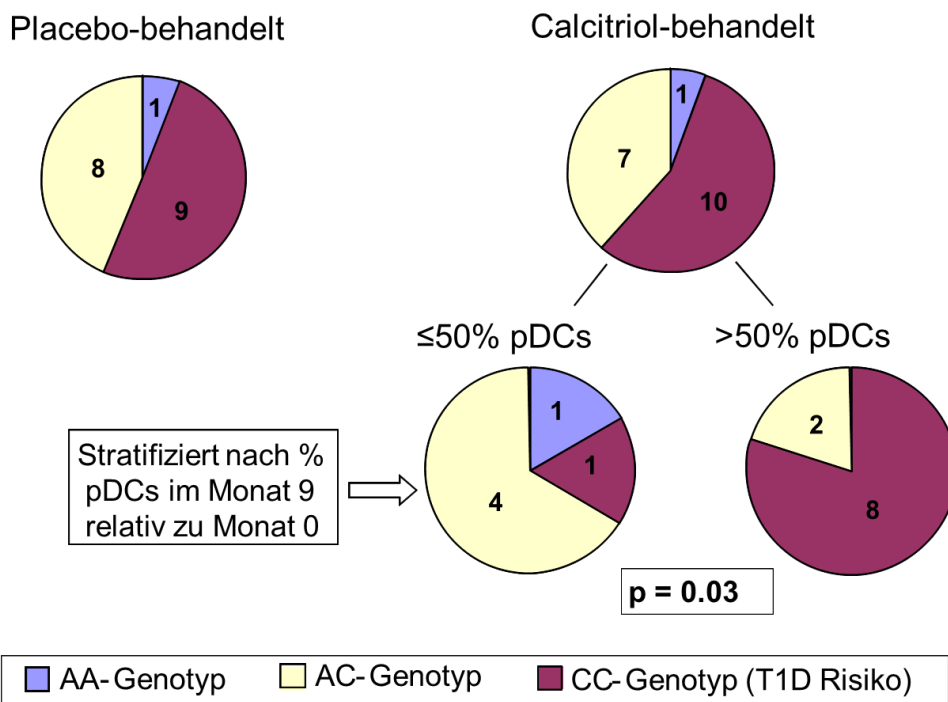 Placebo-behandelt
Calcitriol-behandelt
1
8
9
1
7
10
≤50% pDCs
>50% pDCs
1
1
4
2
8
Stratifiziert nach %
pDCs im Monat 9
relativ zu Monat 0
p = 0.03
AA-Genotyp
AC-Genotyp
CC-Genotyp (T1D Risiko)